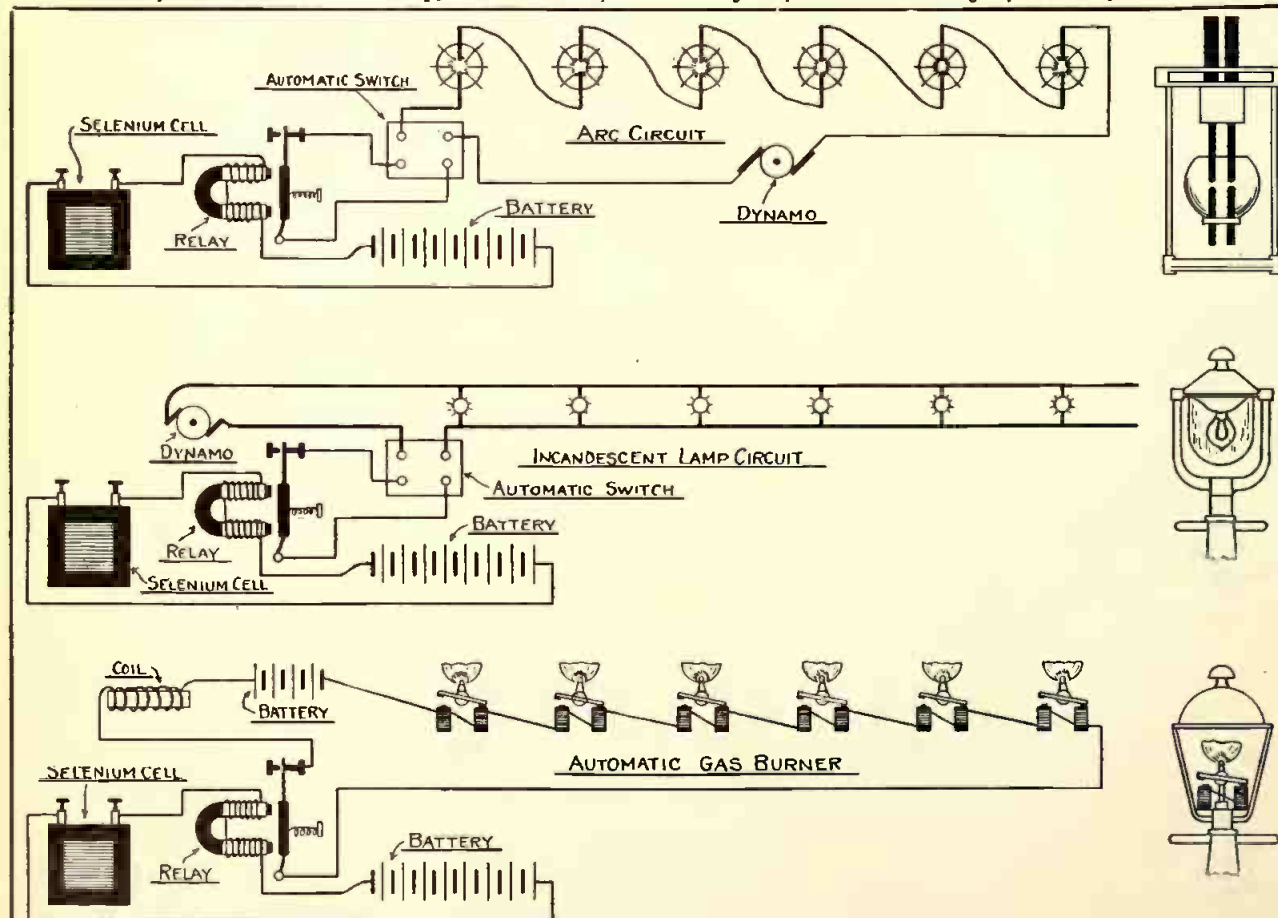 AUTOMATIC SWITCH
SELENIUM CELL
ARC CIRCUIT
BATTERY
DYNAMO
RELAY
DYNAMO
INCANDESCENT LAMP CIRCUIT
AUTOMATIC SWITCH
BATTERY
RELAY
SELENIUM CELL
COIL
BATTERY
AUTOMATIC GAS BURNER
SELENIUM CELL
BATTERY
RELAY